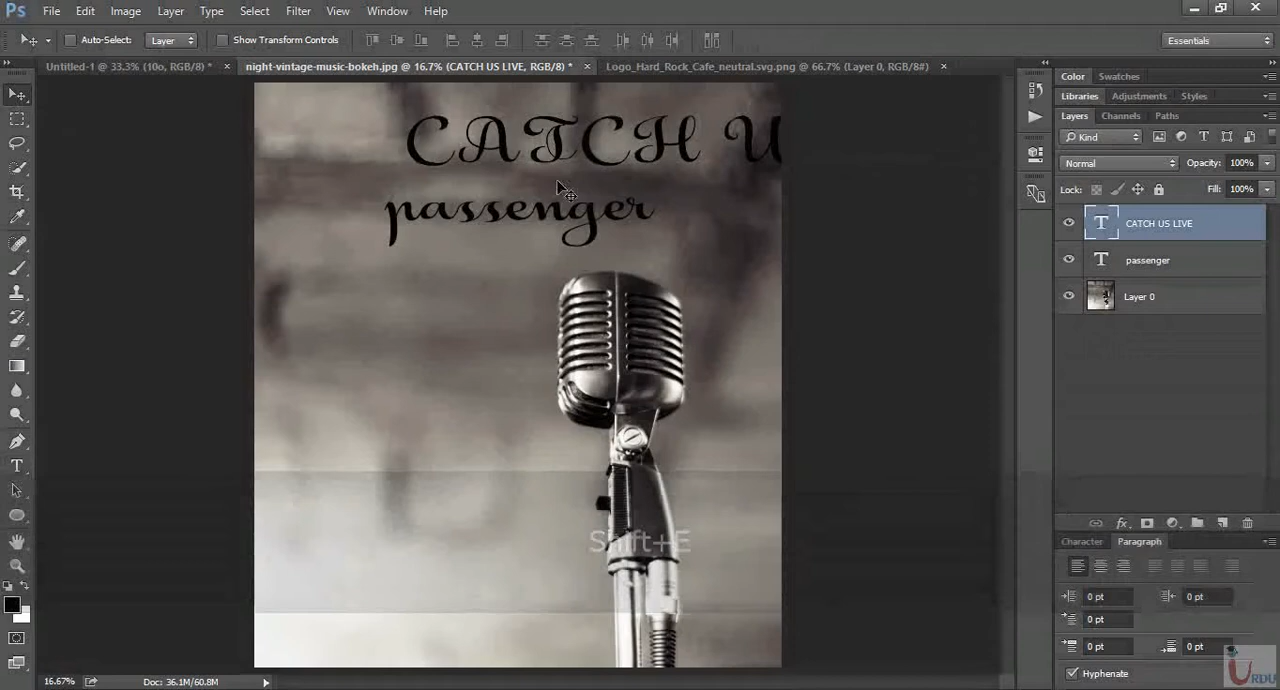 Ps File Edit Image Layer Type Select Filter View Window Help
Auto-Select: Layer Show Transform Controls Essentials
Untitled-1 @ 33.3% (10o, RGB/8) * × night-vintage-music-bokeh.jpg @ 16.7% (CATCH US LIVE, RGB/8) * × Logo_Hard_Rock_Cafe_neutral.svg.png @ 66.7% (Layer 0, RGB/8#) ×
Color Swatches
Libraries Adjustments Styles
Layers Channels Paths
Kind
Normal Opacity: 100%
Lock: Fill: 100%
CATCH US LIVE
passenger
Layer 0
CATCH U
passenger
Shift+E
Character Paragraph
0 pt 0 pt
0 pt
0 pt 0 pt
Hyphenate
URDU
16.67% Doc: 36.1M/60.8M